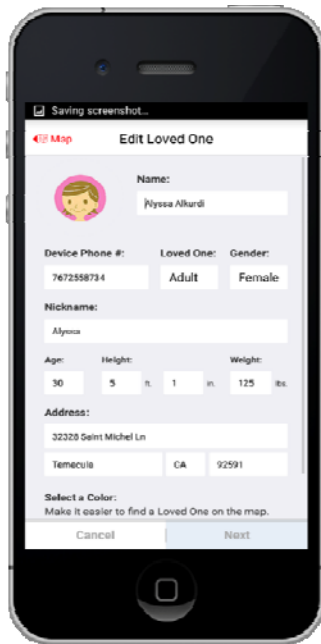 Saving screenshot...
Map Edit Loved One
Name:
Alyssa Alkurdi
Device Phone #: Loved One: Gender:
7672558734 Adult Female
Nickname:
Alyssa
Age: Height: Weight:
30 5 ft. 1 in. 125 lbs.
Address:
32328 Saint Michel Ln
Temecula CA 92591
Select a Color:
Make it easier to find a Loved One on the map.
Cancel Next